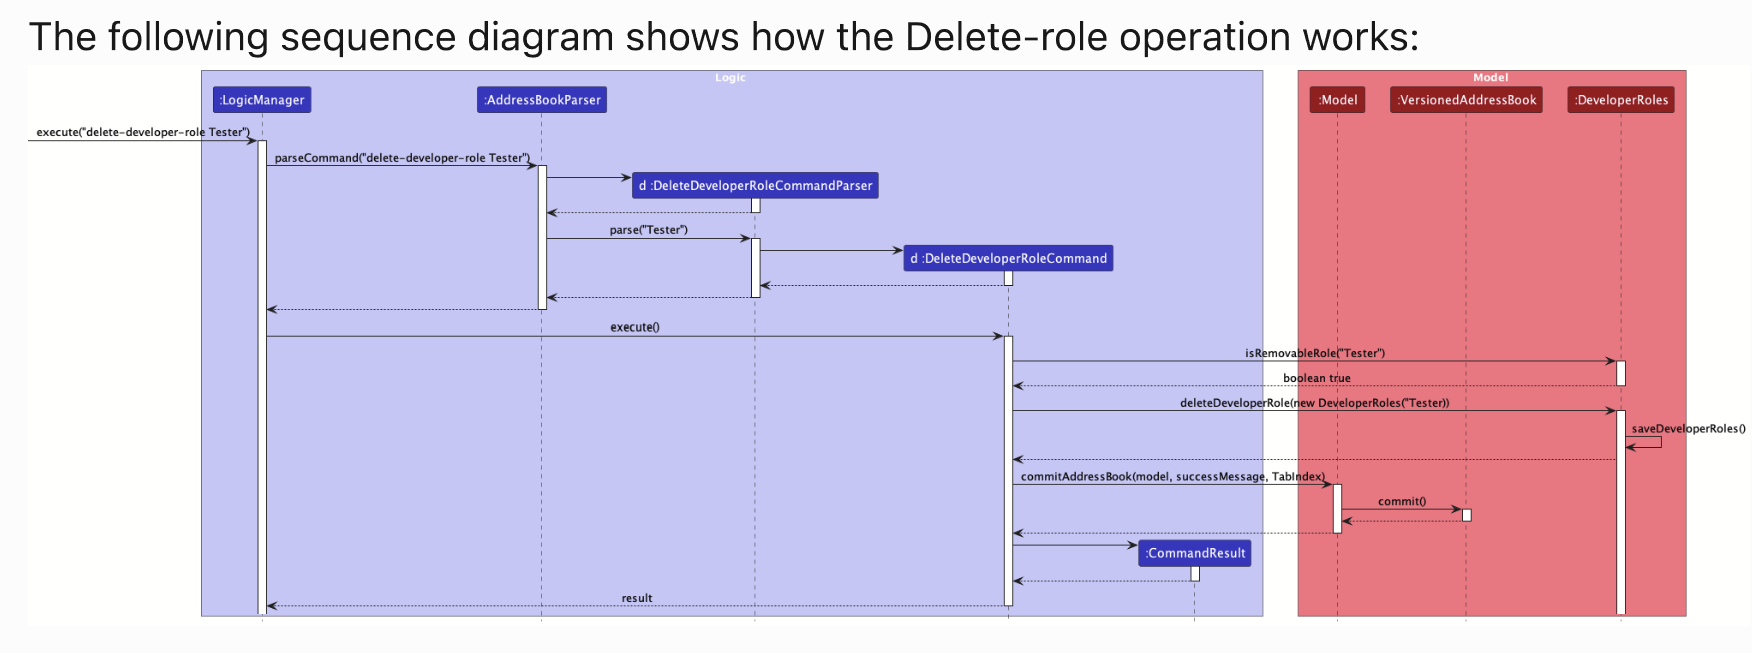 The following sequence diagram shows how the Delete-role operation works:
Logic
Model
:LogicManager
:AddressBookParser
:Model
:VersionedAddressBook
:DeveloperRoles
execute("delete-developer-role Tester")
parseCommand("delete-developer-role Tester")
d :DeleteDeveloperRoleCommandParser
parse("Tester")
d :DeleteDeveloperRoleCommand
execute()
isRemovableRole("Tester")
boolean true
deleteDeveloperRole(new DeveloperRoles("Tester))
saveDeveloperRoles()
commitAddressBook(model, successMessage, TabIndex)
commit()
:CommandResult
result